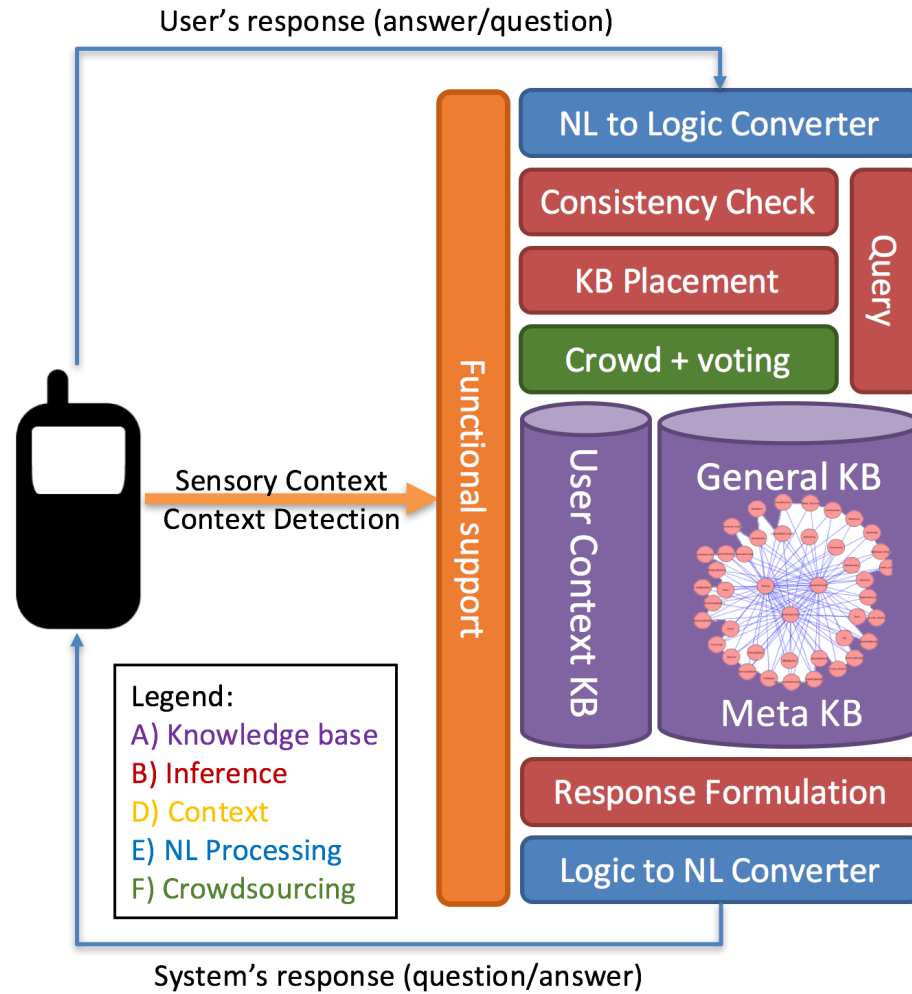 User's response (answer/question)
NL to Logic Converter
Consistency Check
KB Placement
Query
Crowd + voting
Functional support
Sensory Context
Context Detection
User Context KB
General KB
Meta KB
Legend:
A) Knowledge base
B) Inference
D) Context
E) NL Processing
F) Crowdsourcing
Response Formulation
Logic to NL Converter
System's response (question/answer)